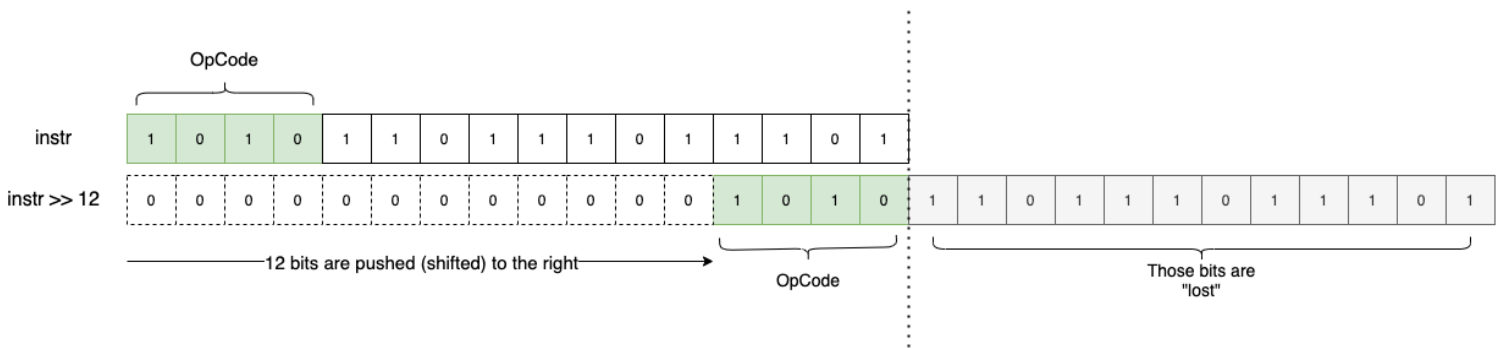 OpCode
instr 1 0 1 0 1 1 0 1 1 1 0 1 1 1 0 1
instr >> 12 0 0 0 0 0 0 0 0 0 0 0 0 1 0 1 0 1 1 0 1 1 1 0 1 1 1 0 1
12 bits are pushed (shifted) to the right
OpCode
Those bits are
"lost"